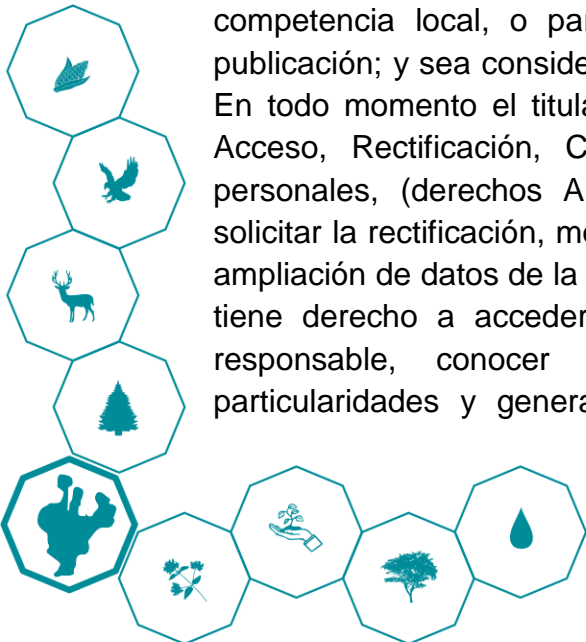 competencia local, o par
publicación; y sea conside
En todo momento el titula
Acceso, Rectificación, C
personales, (derechos A
solicitar la rectificación, mo
ampliación de datos de la
tiene derecho a acceder
responsable, conocer
particularidades y genera